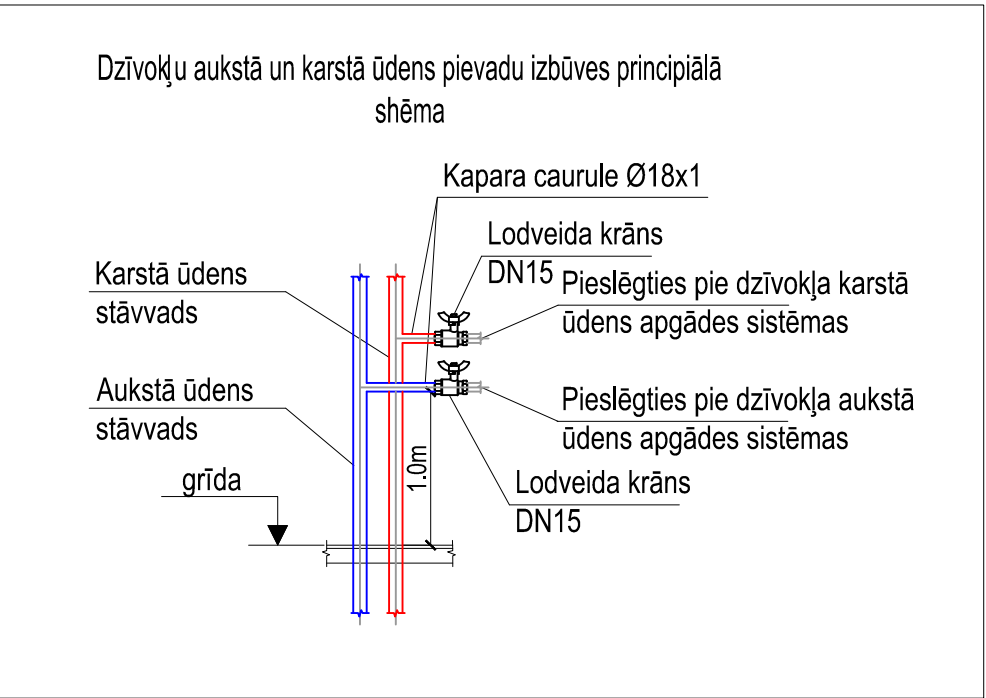 Dzīvokļu aukstā un karstā ūdens pievadu izbūves principiālā
shēma
Kapara caurule Ø18x1
Lodveida krāns
DN15
Karstā ūdens
stāvvads
Pieslēgties pie dzīvokļa karstā
ūdens apgādes sistēmas
Aukstā ūdens
stāvvads
Pieslēgties pie dzīvokļa aukstā
ūdens apgādes sistēmas
grīda
1.0m
Lodveida krāns
DN15